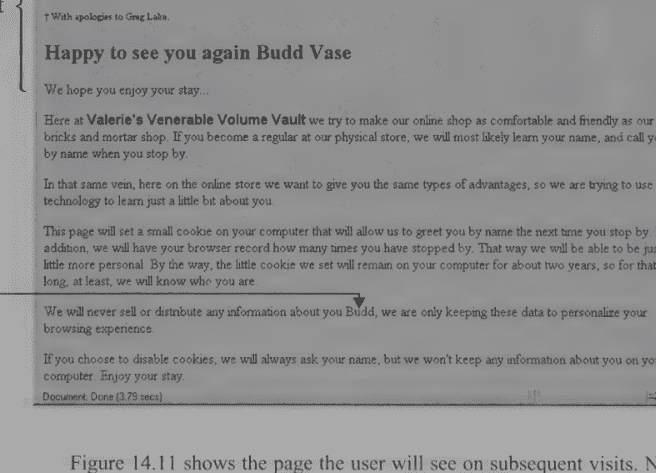 † With apologies to Greg Lake.
Happy to see you again Budd Vase
We hope you enjoy your stay...
Here at Valerie's Venerable Volume Vault we try to make our online shop as comfortable and friendly as our
bricks and mortar shop. If you become a regular at our physical store, we will most likely learn your name, and call
by name when you stop by.
In that same vein, here on the online store we want to give you the same types of advantages, so we are trying to use
technology to learn just a little bit about you.
This page will set a small cookie on your computer that will allow us to greet you by name the next time you stop by.
addition, we will have your browser record how many times you have stopped by. That way we will be able to be
little more personal. By the way, the little cookie we set will remain on your computer for about two years, so for that
long, at least, we will know who you are.
We will never sell or distribute any information about you Budd, we are only keeping these data to personalize your
browsing experience.
If you choose to disable cookies, we will always ask your name, but we won't keep any information about you on
computer. Enjoy your stay.
Document: Done (3.79 secs)
Figure 14.11 shows the page the user will see on subsequent visits.